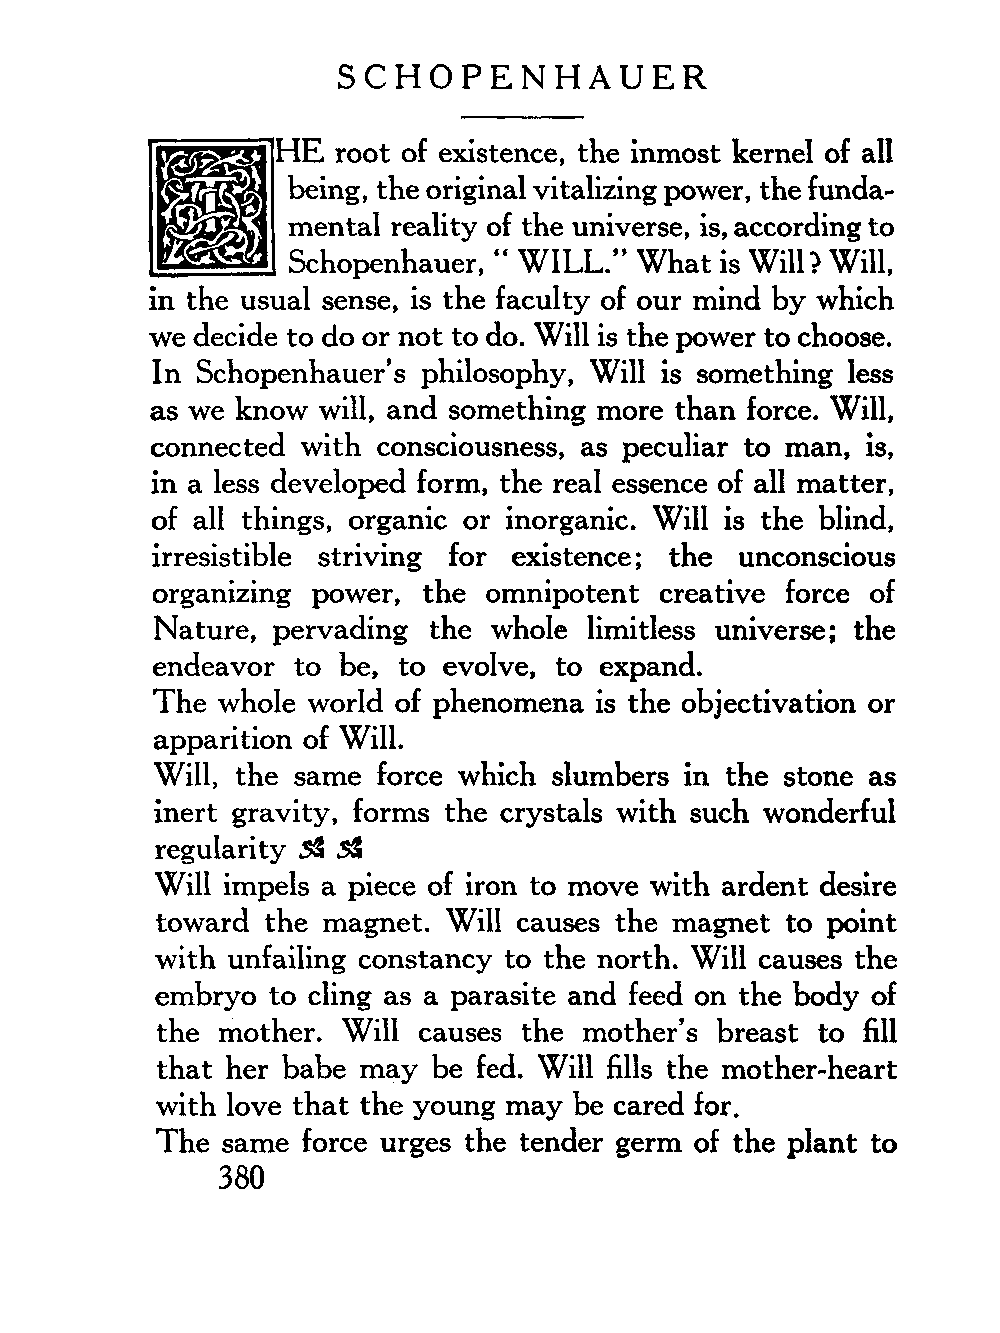 SCHOPENHAUER
THE root of existence, the inmost kernel of all
being, the original vitalizing power, the funda-
mental reality of the universe, is, according to
Schopenhauer, “ WILL.” What is Will? Will,
in the usual sense, is the faculty of our mind by which
we decide to do or not to do. Will is the power to choose.
In Schopenhauer’s philosophy, Will is something less
as we know will, and something more than force. Will,
connected with consciousness, as peculiar to man, is,
in a less developed form, the real essence of all matter,
of all things, organic or inorganic. Will is the blind,
irresistible striving for existence; the unconscious
organizing power, the omnipotent creative force of
Nature, pervading the whole limitless universe; the
endeavor to be, to evolve, to expand.
The whole world of phenomena is the objectivation or
apparition of Will.
Will, the same force which slumbers in the stone as
inert gravity, forms the crystals with such wonderful
regularity
Will impels a piece of iron to move with ardent desire
toward the magnet. Will causes the magnet to point
with unfailing constancy to the north. Will causes the
embryo to cling as a parasite and feed on the body of
the mother. Will causes the mother’s breast to fill
that her babe may be fed. Will fills the mother-heart
with love that the young may be cared for.
The same force urges the tender germ of the plant to
380